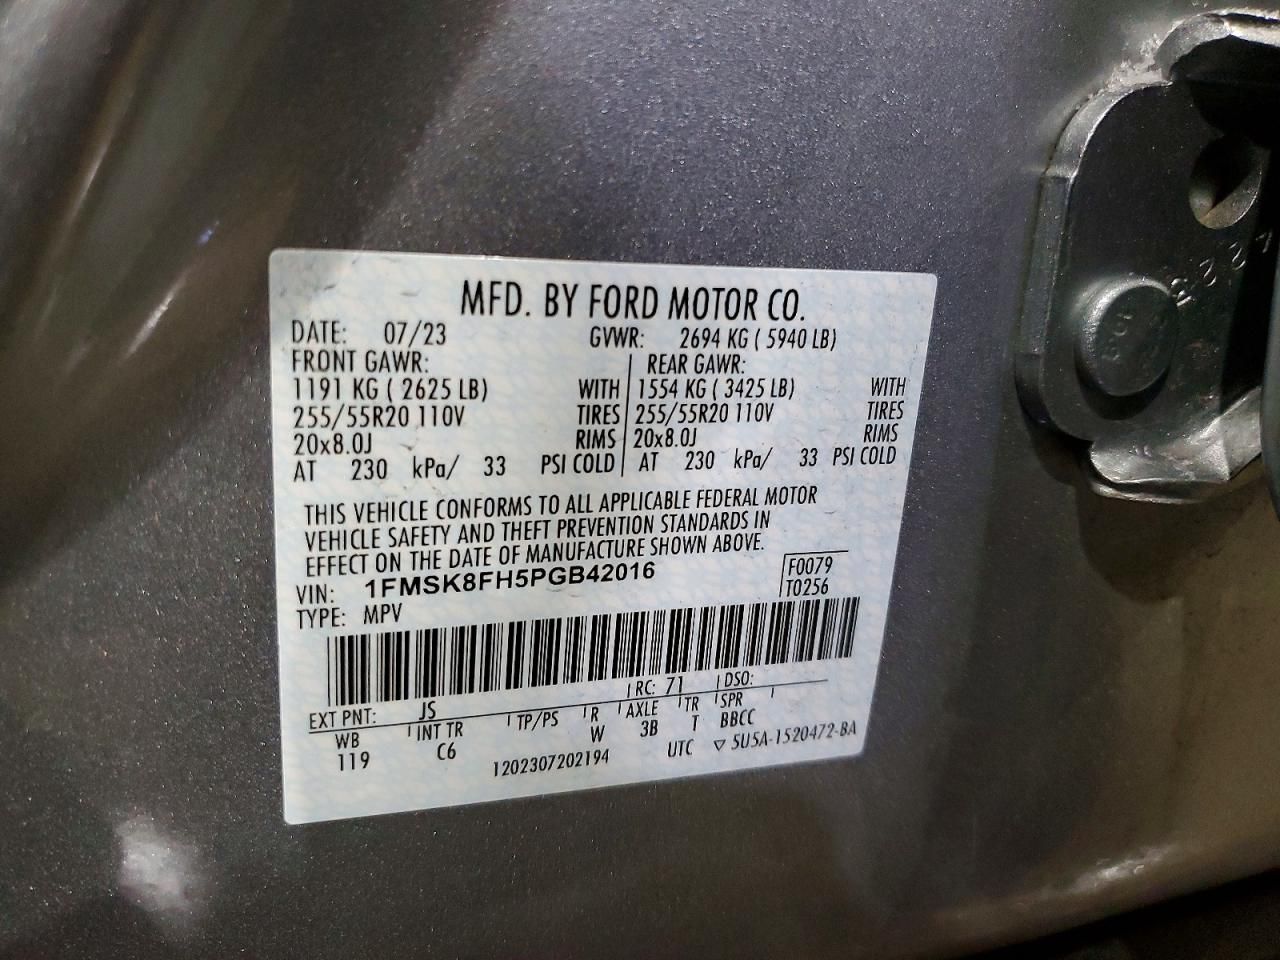 MFD. BY FORD MOTOR CO.
DATE: 07/23 GVWR: 2694 KG ( 5940 LB)
FRONT GAWR: REAR GAWR:
1191 KG ( 2625 LB) WITH 1554 KG ( 3425 LB) WITH
255/55R20 110V TIRES 255/55R20 110V TIRES
20x8.0J RIMS 20x8.0J RIMS
AT 230 kPa/ 33 PSI COLD AT 230 kPa/ 33 PSI COLD
THIS VEHICLE CONFORMS TO ALL APPLICABLE FEDERAL MOTOR
VEHICLE SAFETY AND THEFT PREVENTION STANDARDS IN
EFFECT ON THE DATE OF MANUFACTURE SHOWN ABOVE.
VIN: 1FMSK8FH5PGB42016 F0079
TYPE: MPV T0256
EXT PNT: JS RC: 71 DSO:
WB INT TR TP/PS R AXLE TR SPR
119 C6 W 3B T BBCC
1202307202194 UTC ▽ 5U5A-1520472-BA